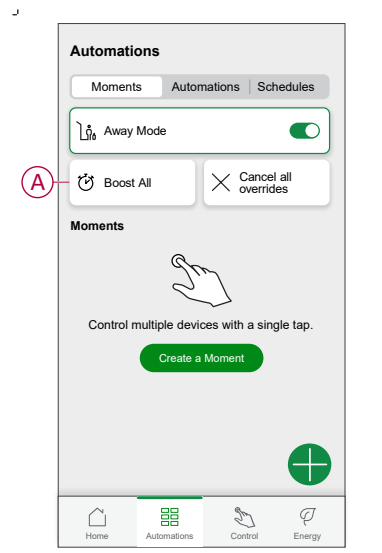 Automations
Moments Automations Schedules
Away Mode
A
Boost All
Cancel all
overrides
Moments
Control multiple devices with a single tap.
Create a Moment
Home Automations Control Energy